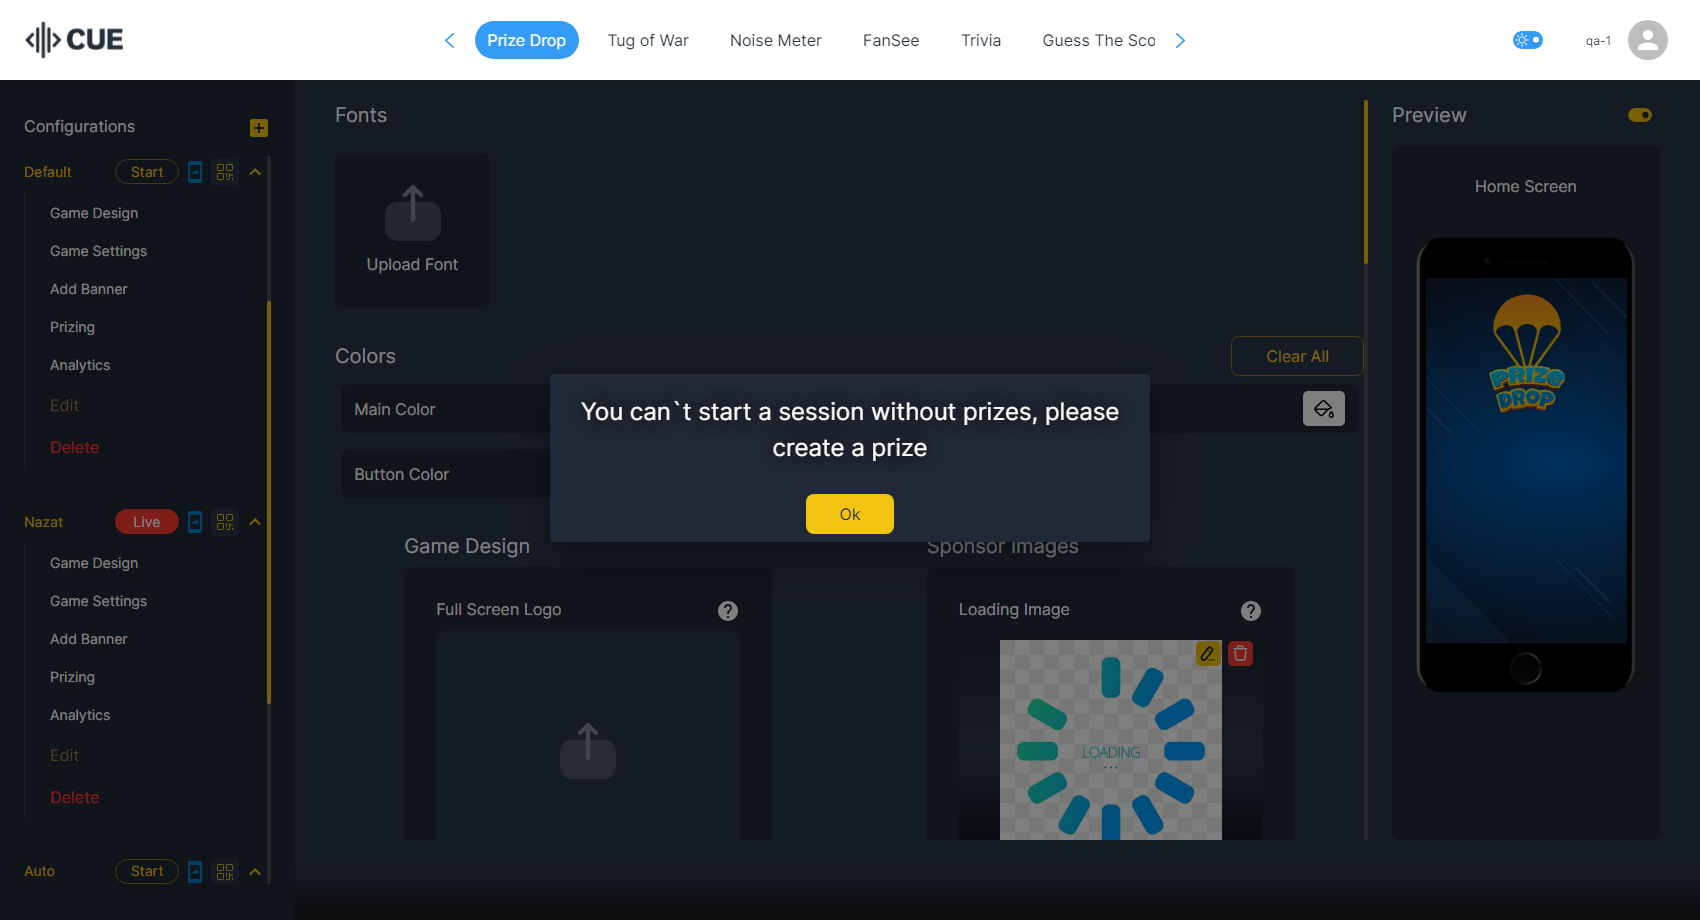 CUE
Prize Drop
Tug of War
Noise Meter
FanSee
Trivia
Guess The Sco
qa-1
Configurations
Default
Start
Game Design
Game Settings
Add Banner
Prizing
Analytics
Edit
Delete
Nazat
Live
Game Design
Game Settings
Add Banner
Prizing
Analytics
Edit
Delete
Auto
Start
Fonts
Upload Font
Colors
Clear All
Main Color
Button Color
You can`t start a session without prizes, please
create a prize
Ok
Game Design
Full Screen Logo
?
Sponsor Images
Loading Image
?
LOADING
...
Preview
Home Screen
PRIZE
DROP